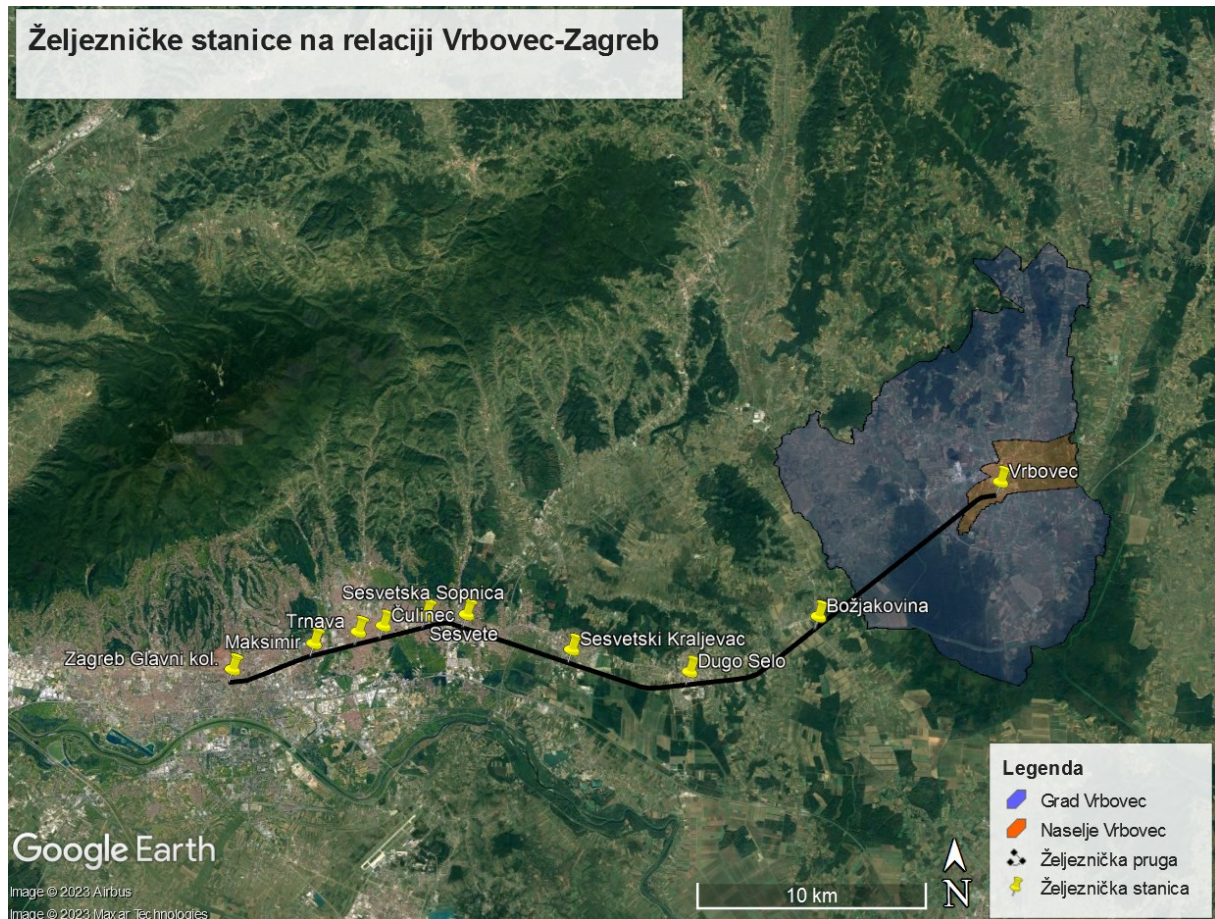 Željezničke stanice na relaciji Vrbovec-Zagreb
Vrbovec
Božjakovina
Sesvetska Sopnica
Čulinec
Trnava
Sesvete
Maksimir
Sesvetski Kraljevac
Zagreb Glavni kol.
Dugo Selo
Legenda
Grad Vrbovec
Naselje Vrbovec
Željeznička pruga
Željeznička stanica
Google Earth
Image © 2023 Airbus
Image © 2023 Maxar Technologies
10 km
N